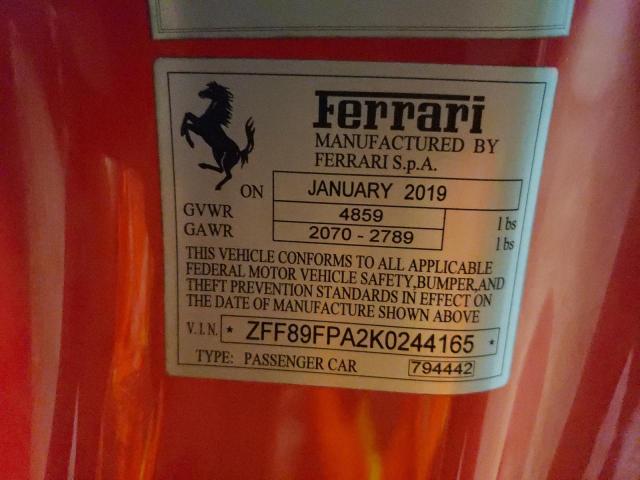 Ferrari
MANUFACTURED BY
FERRARI S.p.A.
ON JANUARY 2019
GVWR 4859 lbs
GAWR 2070 - 2789 lbs
THIS VEHICLE CONFORMS TO ALL APPLICABLE
FEDERAL MOTOR VEHICLE SAFETY,BUMPER,AND
THEFT PREVENTION STANDARDS IN EFFECT ON
THE DATE OF MANUFACTURE SHOWN ABOVE
V.I.N. * ZFF89FPA2K0244165 *
TYPE: PASSENGER CAR 794442